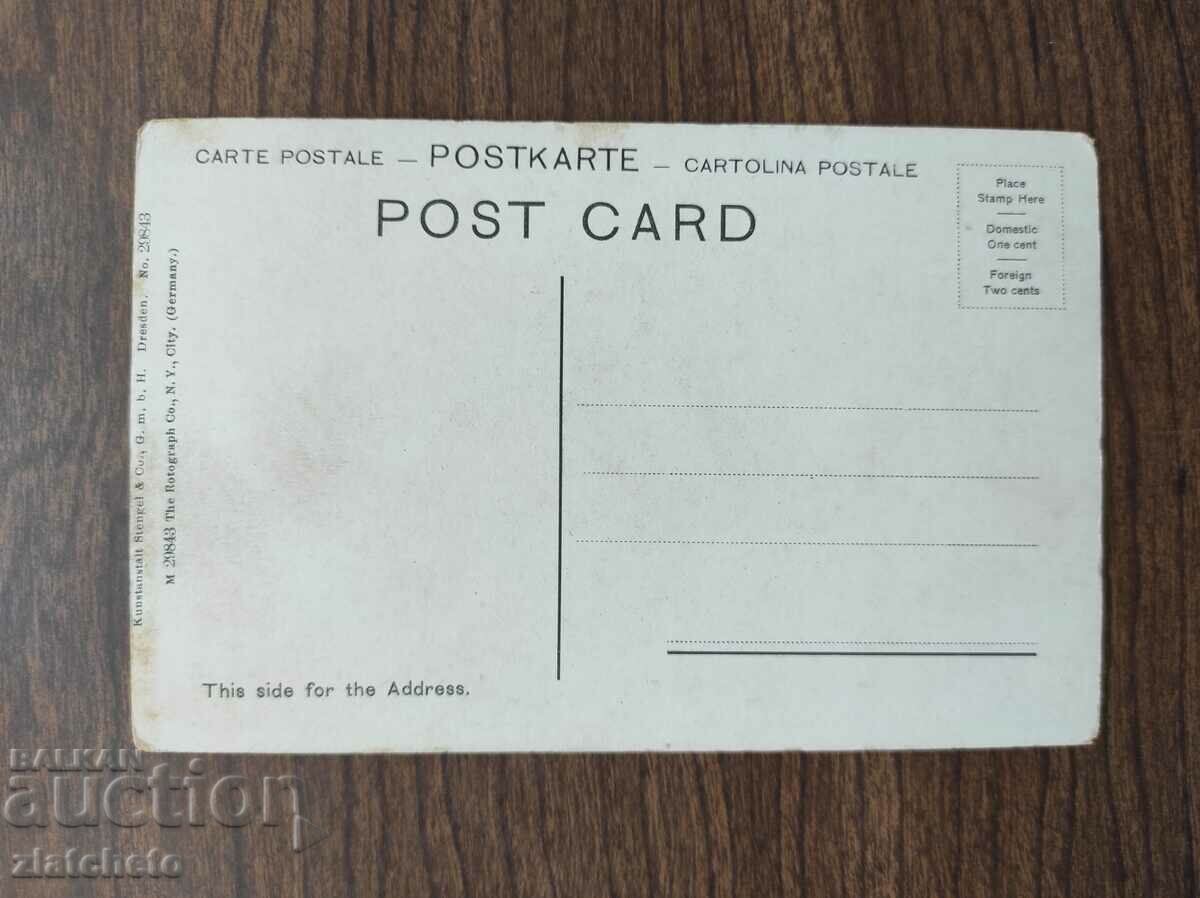 CARTE POSTALE — POSTKARTE — CARTOLINA POSTALE
POST CARD
Place
Stamp Here
Domestic
One cent
Foreign
Two cents
Kunstanstalt Stengel & Co., G. m. b. H. Dresden. No. 29843
M 29843 The Rotograph Co., N. Y., City. (Germany.)
This side for the Address.
BALKAN
auction
zlatcheto